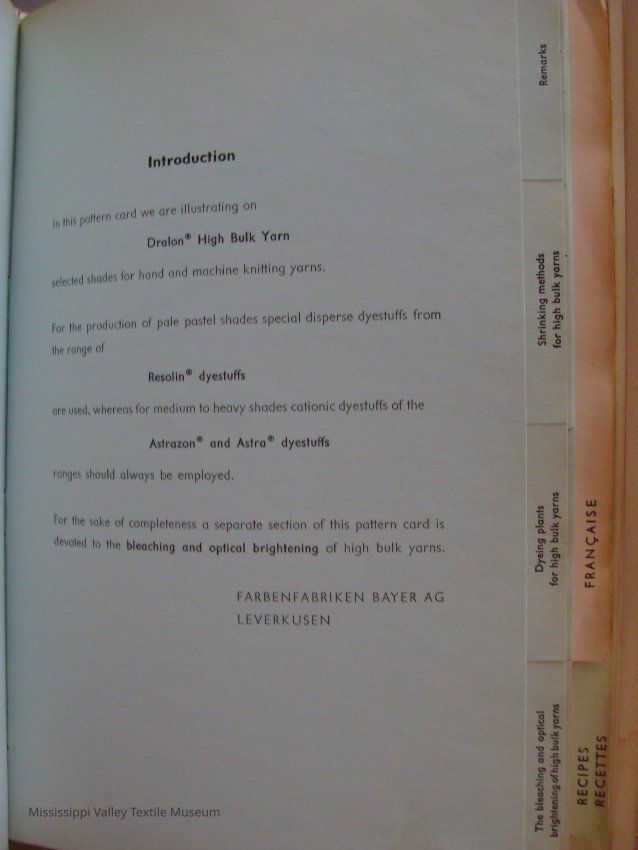 Introduction
In this pattern card we are illustrating on
Dralon® High Bulk Yarn
selected shades for hand and machine knitting yarns.
For the production of pale pastel shades special disperse dyestuffs from
the range of
Resolin® dyestuffs
are used, whereas for medium to heavy shades cationic dyestuffs of the
Astrazon® and Astra® dyestuffs
ranges should always be employed.
For the sake of completeness a separate section of this pattern card is
devoted to the bleaching and optical brightening of high bulk yarns.
FARBENFABRIKEN BAYER AG
LEVERKUSEN
Remarks
Shrinking methods
for high bulk yarns
Dyeing plants
for high bulk yarns
The bleaching and optical
brightening of high bulk yarns
FRANÇAISE
RECIPES
RECETTES
Mississippi Valley Textile Museum